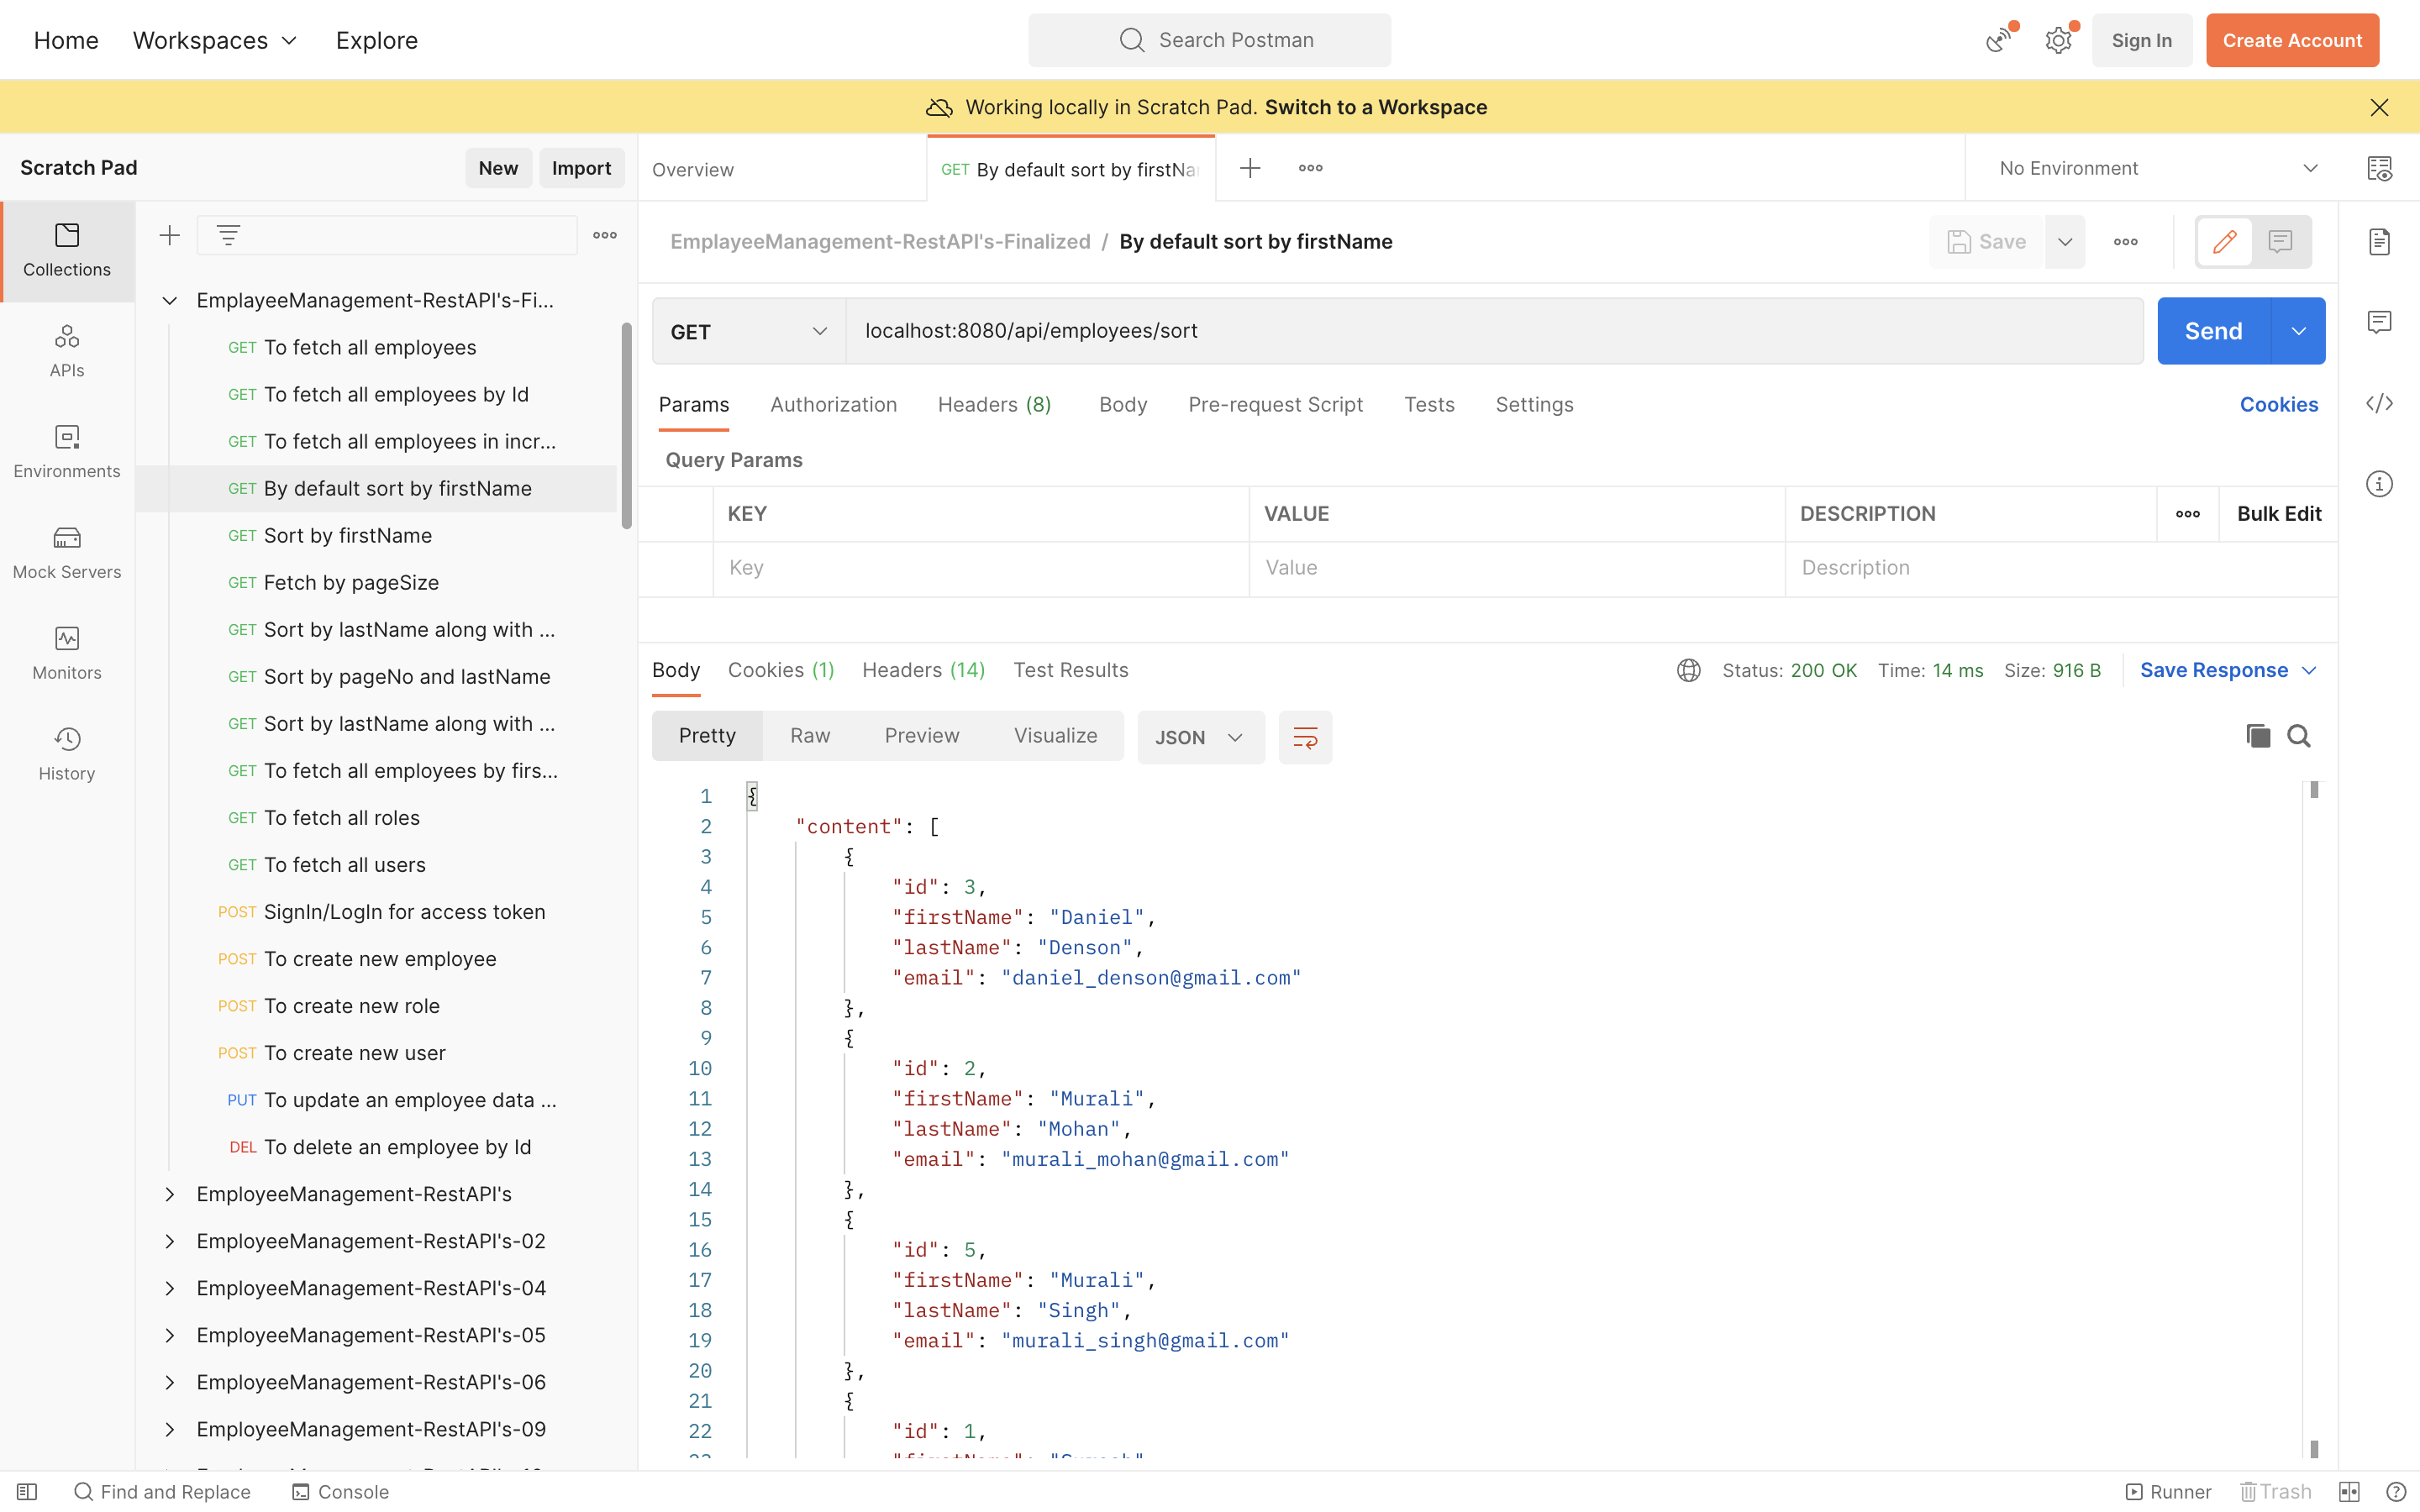 Home Workspaces Explore Search Postman Sign In Create Account
Working locally in Scratch Pad. Switch to a Workspace
Scratch Pad New Import
Overview GET By default sort by firstNa No Environment
Collections
APIs
Environments
Mock Servers
Monitors
History
EmplayeeManagement-RestAPI's-Fi...
GET To fetch all employees
GET To fetch all employees by Id
GET To fetch all employees in incr...
GET By default sort by firstName
GET Sort by firstName
GET Fetch by pageSize
GET Sort by lastName along with ...
GET Sort by pageNo and lastName
GET Sort by lastName along with ...
GET To fetch all employees by firs...
GET To fetch all roles
GET To fetch all users
POST SignIn/LogIn for access token
POST To create new employee
POST To create new role
POST To create new user
PUT To update an employee data ...
DEL To delete an employee by Id
EmployeeManagement-RestAPI's
EmployeeManagement-RestAPI's-02
EmployeeManagement-RestAPI's-04
EmployeeManagement-RestAPI's-05
EmployeeManagement-RestAPI's-06
EmployeeManagement-RestAPI's-09
EmplayeeManagement-RestAPI's-Finalized / By default sort by firstName Save
GET localhost:8080/api/employees/sort Send
Params Authorization Headers (8) Body Pre-request Script Tests Settings Cookies
Query Params
KEY VALUE DESCRIPTION Bulk Edit
Key Value Description
Body Cookies (1) Headers (14) Test Results Status: 200 OK Time: 14 ms Size: 916 B Save Response
Pretty Raw Preview Visualize JSON
1 {
2 "content": [
3 {
4 "id": 3,
5 "firstName": "Daniel",
6 "lastName": "Denson",
7 "email": "daniel_denson@gmail.com"
8 },
9 {
10 "id": 2,
11 "firstName": "Murali",
12 "lastName": "Mohan",
13 "email": "murali_mohan@gmail.com"
14 },
15 {
16 "id": 5,
17 "firstName": "Murali",
18 "lastName": "Singh",
19 "email": "murali_singh@gmail.com"
20 },
21 {
22 "id": 1,
Find and Replace Console Runner Trash